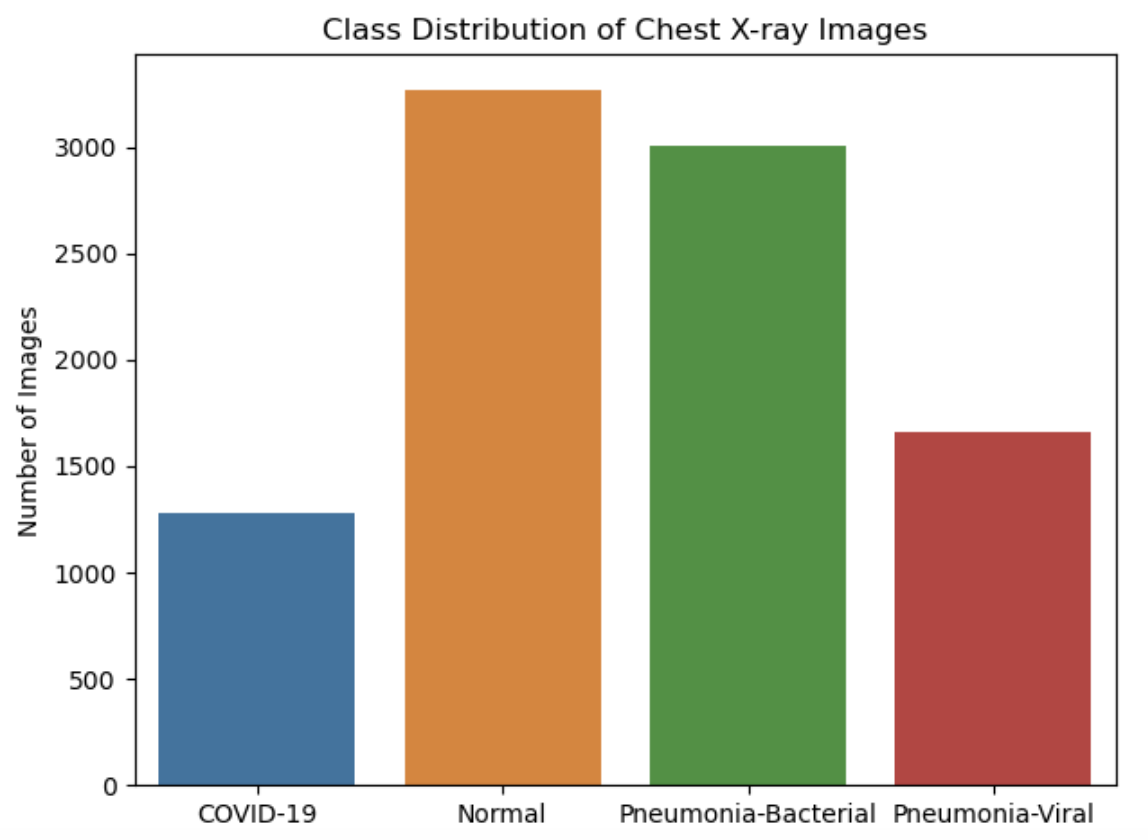 Class Distribution of Chest X-ray Images
Number of Images
3000
2500
2000
1500
1000
500
0
COVID-19 Normal Pneumonia-Bacterial Pneumonia-Viral